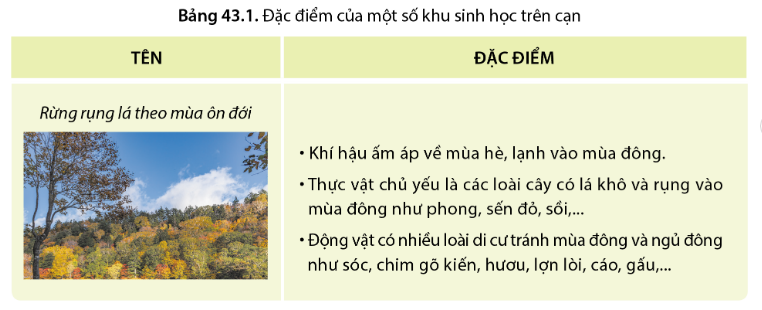 Bảng 43.1. Đặc điểm của một số khu sinh học trên cạn
TÊN
ĐẶC ĐIỂM
Rừng rụng lá theo mùa ôn đới
• Khí hậu ấm áp về mùa hè, lạnh vào mùa đông.
• Thực vật chủ yếu là các loài cây có lá khô và rụng vào
mùa đông như phong, sến đỏ, sồi,...
• Động vật có nhiều loài di cư tránh mùa đông và ngủ đông
như sóc, chim gõ kiến, hươu, lợn lòi, cáo, gấu,...